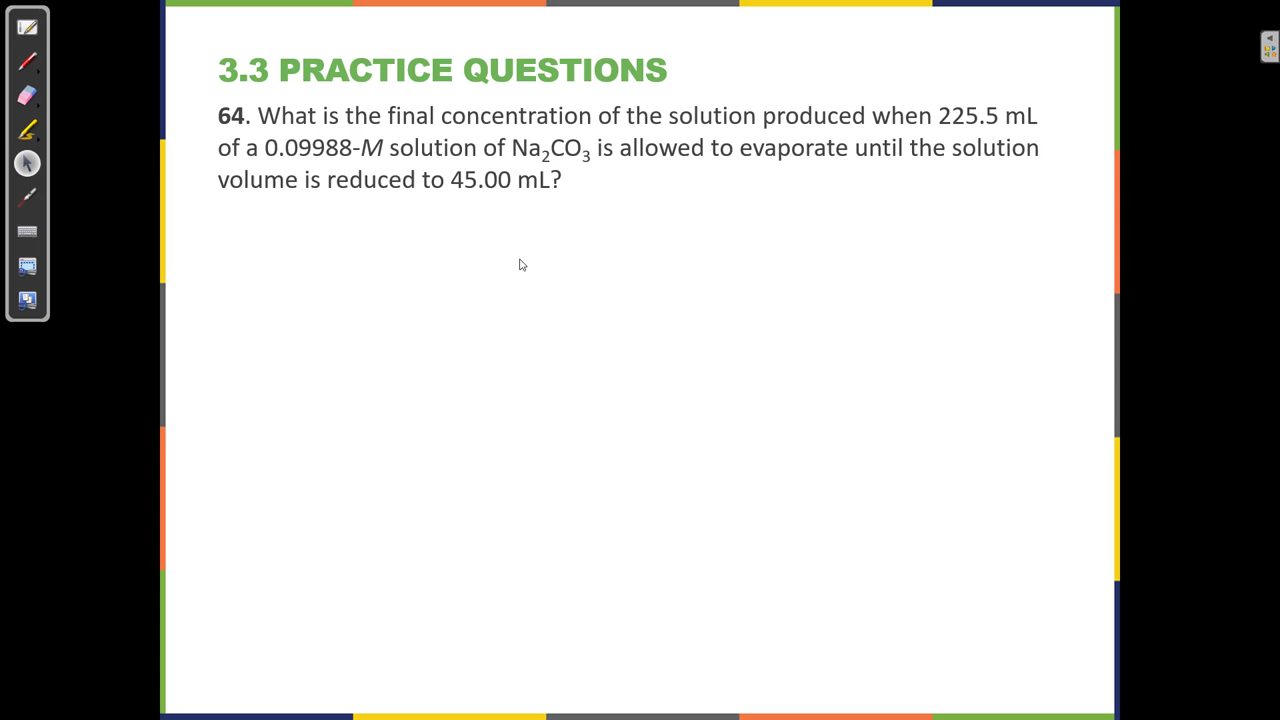 3.3 PRACTICE QUESTIONS
64. What is the final concentration of the solution produced when 225.5 mL
of a 0.09988-M solution of Na₂CO₃ is allowed to evaporate until the solution
volume is reduced to 45.00 mL?